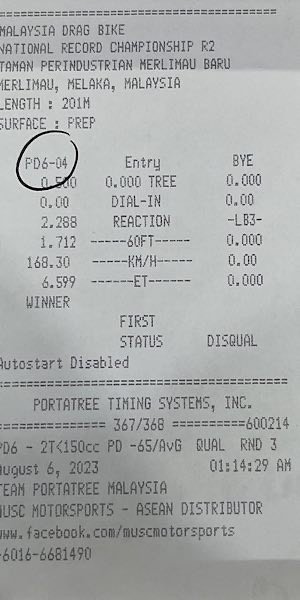 ==========================================
MALAYSIA DRAG BIKE
NATIONAL RECORD CHAMPIONSHIP R2
TAMAN PERINDUSTRIAN MERLIMAU BARU
MERLIMAU, MELAKA, MALAYSIA
LENGTH : 201M
SURFACE : PREP
PD6-04 Entry BYE
0.500 0.000 TREE 0.000
0.00 DIAL-IN 0.00
2.288 REACTION -LB3-
1.712 ------60FT----- 0.000
168.30 -----KM/H----- 0.00
6.599 ------ET----- 0.000
WINNER
FIRST
STATUS DISQUAL
Autostart Disabled
==========================================
PORTATREE TIMING SYSTEMS, INC.
=============== 367/368 ==========600214
PD6 - 2T<150cc PD -65/AvG QUAL RND 3
August 6, 2023 01:14:29 AM
TEAM PORTATREE MALAYSIA
MUSC MOTORSPORTS - ASEAN DISTRIBUTOR
www.facebook.com/muscmotorsports
-6016-6681490